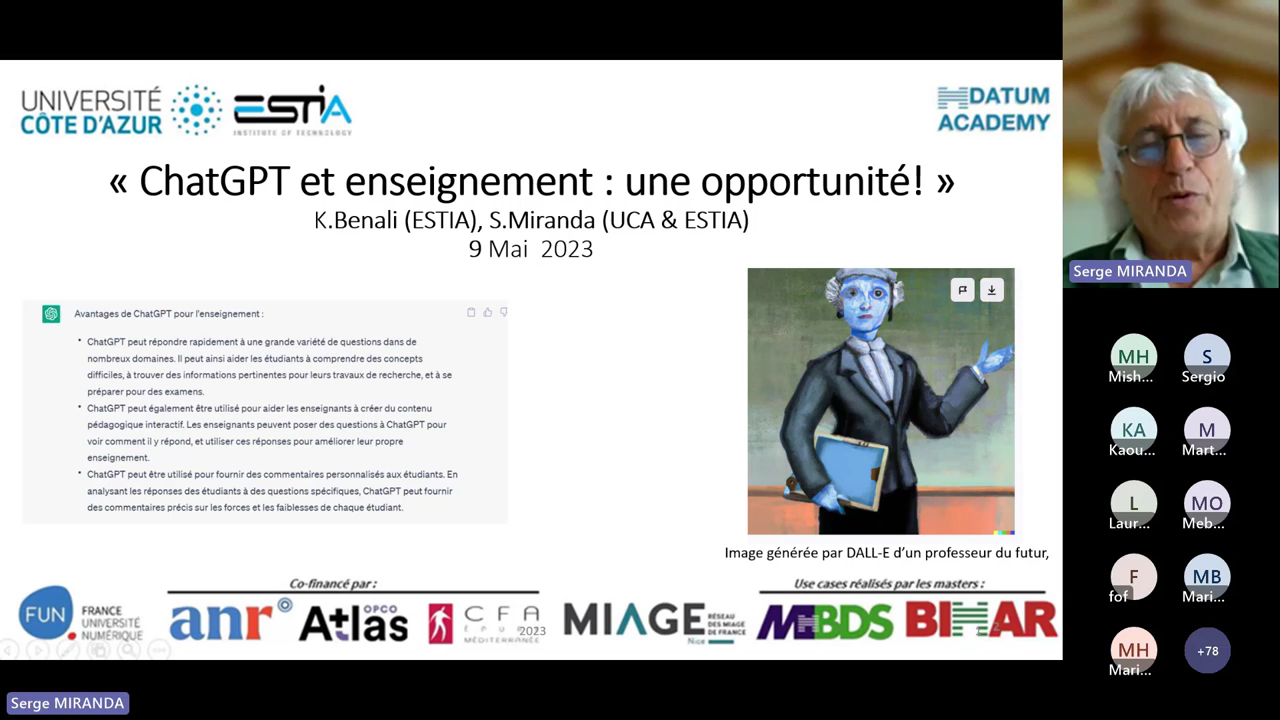 UNIVERSITÉ
CÔTE D'AZUR
ESTIA
INSTITUTE OF TECHNOLOGY
DATUM
ACADEMY
« ChatGPT et enseignement : une opportunité! »
K.Benali (ESTIA), S.Miranda (UCA & ESTIA)
9 Mai 2023
Avantages de ChatGPT pour l'enseignement :
• ChatGPT peut répondre rapidement à une grande variété de questions dans de
nombreux domaines. Il peut ainsi aider les étudiants à comprendre des concepts
difficiles, à trouver des informations pertinentes pour leurs travaux de recherche, et à se
préparer pour des examens.
• ChatGPT peut également être utilisé pour aider les enseignants à créer du contenu
pédagogique interactif. Les enseignants peuvent poser des questions à ChatGPT pour
voir comment il y répond, et utiliser ces réponses pour améliorer leur propre
enseignement.
• ChatGPT peut être utilisé pour fournir des commentaires personnalisés aux étudiants. En
analysant les réponses des étudiants à des questions spécifiques, ChatGPT peut fournir
des commentaires précis sur les forces et les faiblesses de chaque étudiant.
Image générée par DALL-E d'un professeur du futur,
Co-financé par :
Use cases réalisés par les masters :
FUN
FRANCE
UNIVERSITÉ
NUMÉRIQUE
anr
OPCO
Atlas
CFA
2023
MÉDITERRANÉE
MIAGE
RÉSEAU
DES MIAGE
DE FRANCE
Nice
MBDS
BIHAR
Serge MIRANDA
Serge MIRANDA
MH
Mish...
S
Sergio
KA
Kaou...
M
Mart...
L
Laur...
MO
Meb...
F
fof
MB
Mari...
MH
Mari...
+78